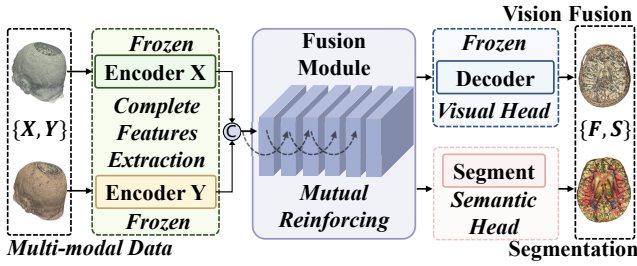 Vision Fusion
Frozen
Encoder X
Complete
Features
Extraction
Encoder Y
Frozen
{X, Y}
Multi-modal Data
©
Fusion
Module
Mutual
Reinforcing
Frozen
Decoder
Visual Head
Segment
Semantic
Head
{F, S}
Segmentation